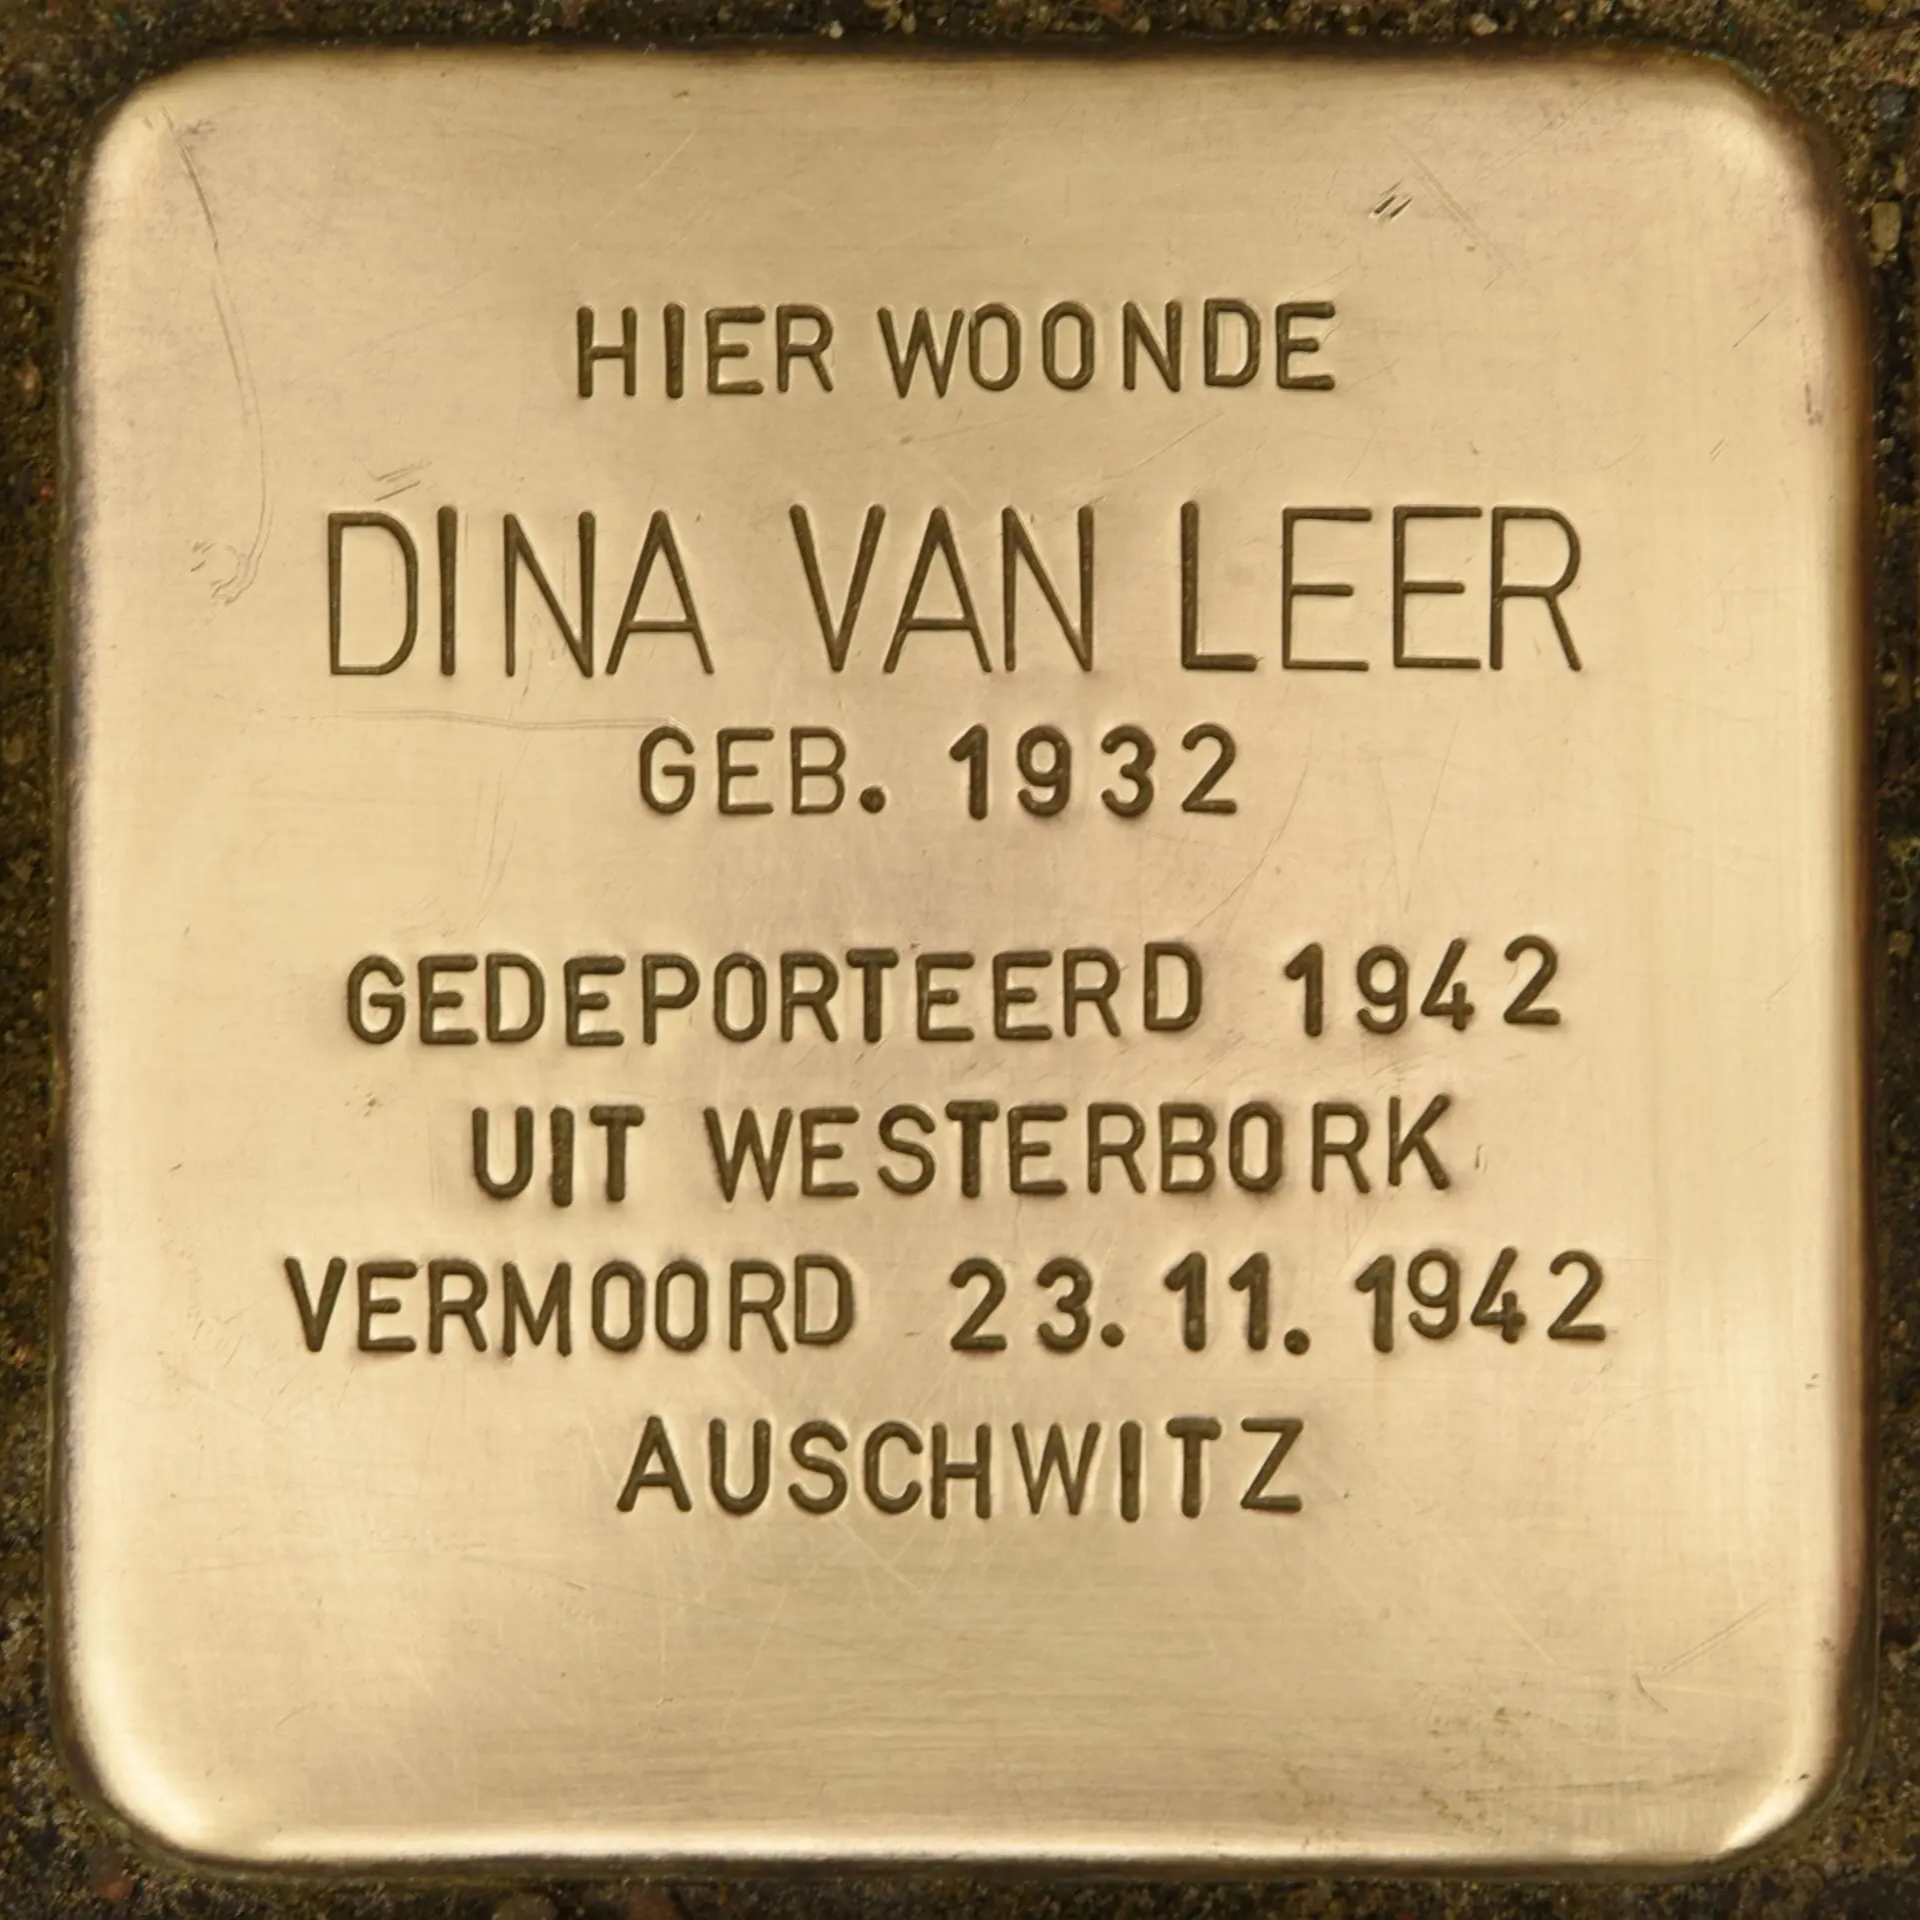 HIER WOONDE
DINA VAN LEER
GEB. 1932
GEDEPORTEERD 1942
UIT WESTERBORK
VERMOORD 23.11.1942
AUSCHWITZ